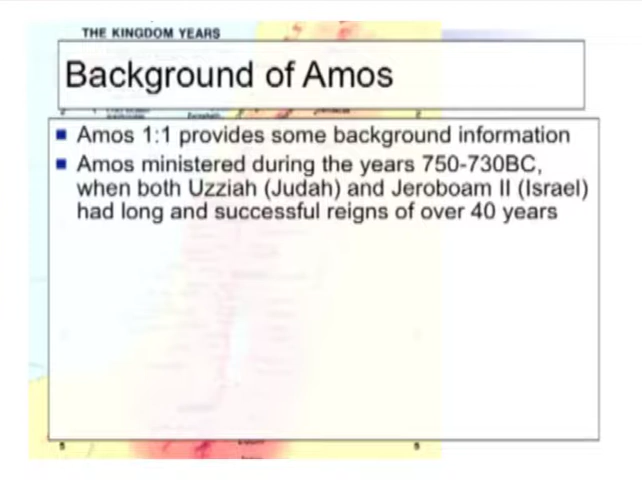 THE KINGDOM YEARS
Background of Amos
Amos 1:1 provides some background information
Amos ministered during the years 750-730BC,
when both Uzziah (Judah) and Jeroboam II (Israel)
had long and successful reigns of over 40 years